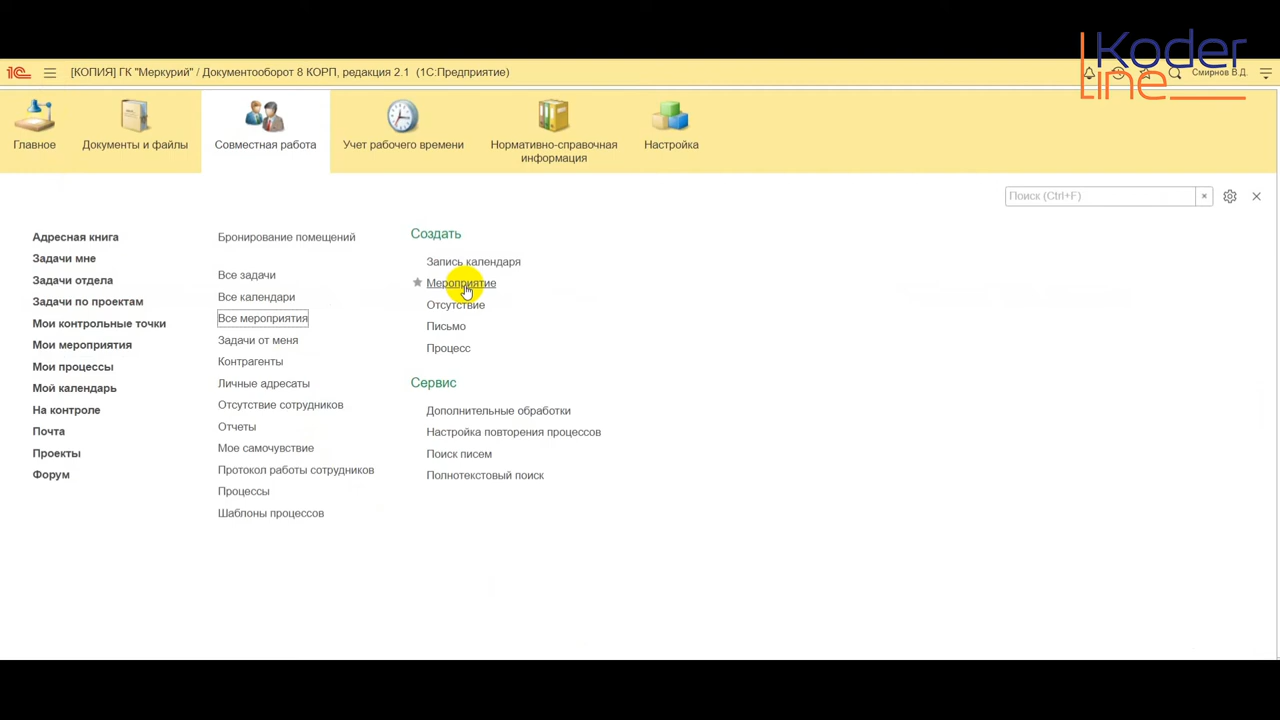 Koder
line
1С [КОПИЯ] ГК "Меркурий" / Документооборот 8 КОРП, редакция 2.1 (1С:Предприятие)
Смирнов В.Д.
Главное
Документы и файлы
Совместная работа
Учет рабочего времени
Нормативно-справочная
информация
Настройка
Поиск (Ctrl+F)
Адресная книга
Задачи мне
Задачи отдела
Задачи по проектам
Мои контрольные точки
Мои мероприятия
Мои процессы
Мой календарь
На контроле
Почта
Проекты
Форум
Бронирование помещений
Все задачи
Все календари
Все мероприятия
Задачи от меня
Контрагенты
Личные адресаты
Отсутствие сотрудников
Отчеты
Мое самочувствие
Протокол работы сотрудников
Процессы
Шаблоны процессов
Создать
Запись календаря
Мероприятие
Отсутствие
Письмо
Процесс
Сервис
Дополнительные обработки
Настройка повторения процессов
Поиск писем
Полнотекстовый поиск